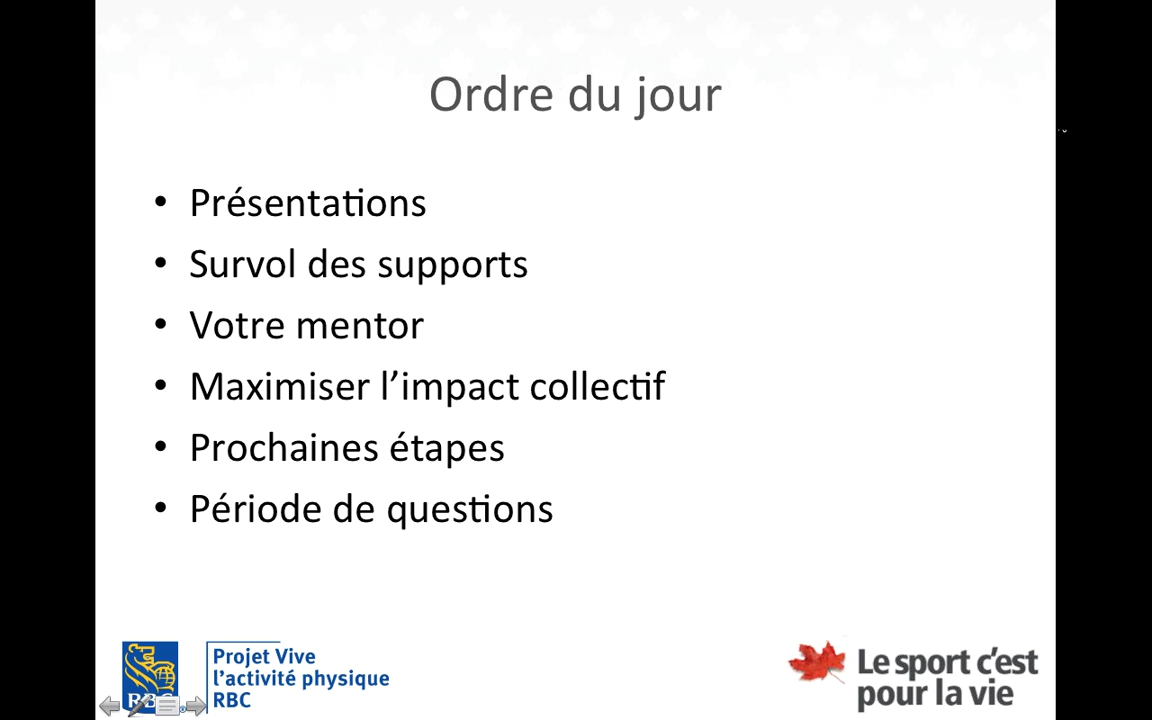 Ordre du jour
• Présentations
• Survol des supports
• Votre mentor
• Maximiser l’impact collectif
• Prochaines étapes
• Période de questions
Projet Vive
l’activité physique
RBC
RBC
Le sport c’est
pour la vie